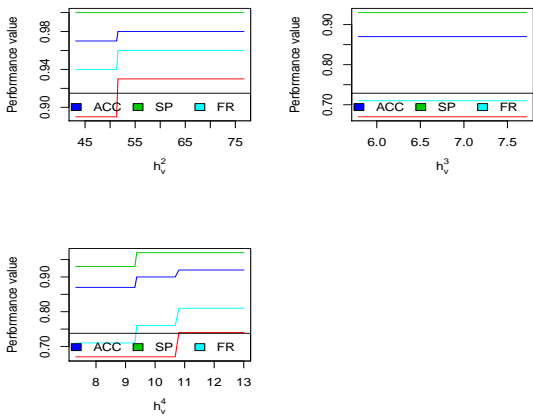 Performance value
0.90
0.94
0.98
ACC
SP
FR
45
55
65
75
h_v^2
Performance value
0.70
0.80
0.90
ACC
SP
FR
6.0
6.5
7.0
7.5
h_v^3
Performance value
0.70
0.80
0.90
ACC
SP
FR
8
9
10
11
12
13
h_v^4